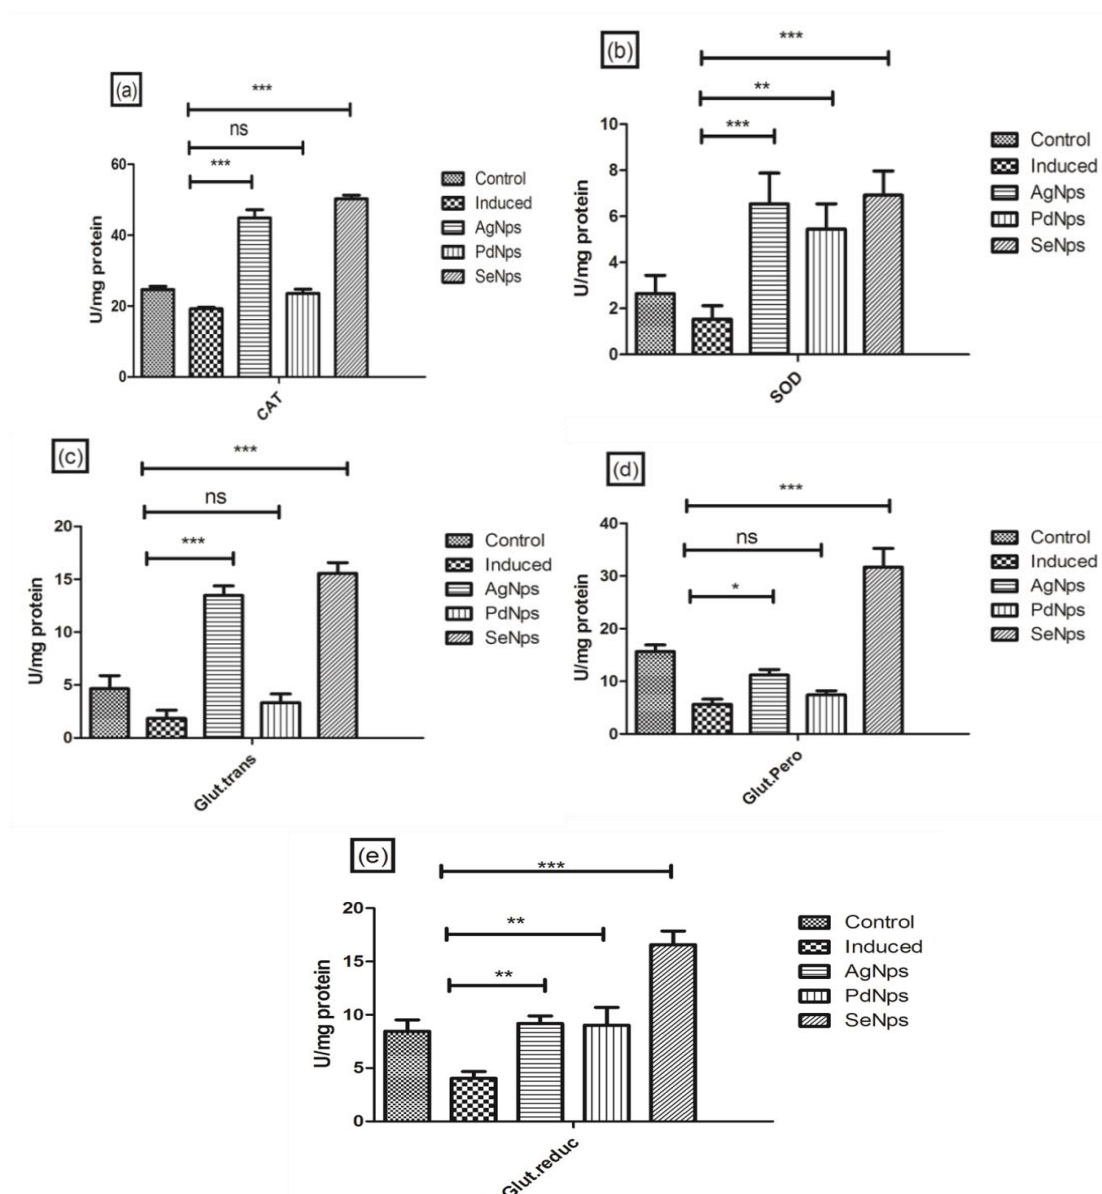 (a)
***
ns
***
60
40
20
0
U/mg protein
CAT
Control
Induced
AgNps
PdNps
SeNps
(b)
***
**
***
10
8
6
4
2
0
U/mg protein
SOD
Control
Induced
AgNps
PdNps
SeNps
(c)
***
ns
***
20
15
10
5
0
U/mg protein
Glut.trans
Control
Induced
AgNps
PdNps
SeNps
(d)
***
ns
*
40
30
20
10
0
U/mg protein
Glut.Pero
Control
Induced
AgNps
PdNps
SeNps
(e)
***
**
**
20
15
10
5
0
U/mg protein
Glut.reduc
Control
Induced
AgNps
PdNps
SeNps